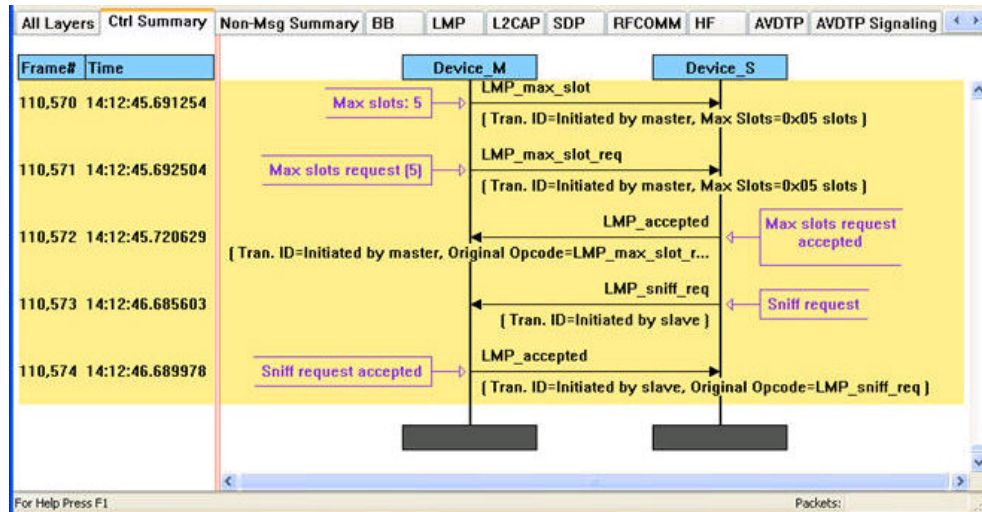 All Layers Ctrl Summary Non-Msg Summary BB LMP L2CAP SDP RFCOMM HF AVDTP AVDTP Signaling
Frame# Time Device_M Device_S
LMP_max_slot
110,570 14:12:45.691254 Max slots: 5
[ Tran. ID=Initiated by master, Max Slots=0x05 slots ]
LMP_max_slot_req
110,571 14:12:45.692504 Max slots request (5)
[ Tran. ID=Initiated by master, Max Slots=0x05 slots ]
LMP_accepted Max slots request
110,572 14:12:45.720629 accepted
[ Tran. ID=Initiated by master, Original Opcode=LMP_max_slot_r...
LMP_sniff_req
110,573 14:12:46.685603 Sniff request
[ Tran. ID=Initiated by slave ]
LMP_accepted
110,574 14:12:46.689978 Sniff request accepted
[ Tran. ID=Initiated by slave, Original Opcode=LMP_sniff_req ]
For Help Press F1 Packets: